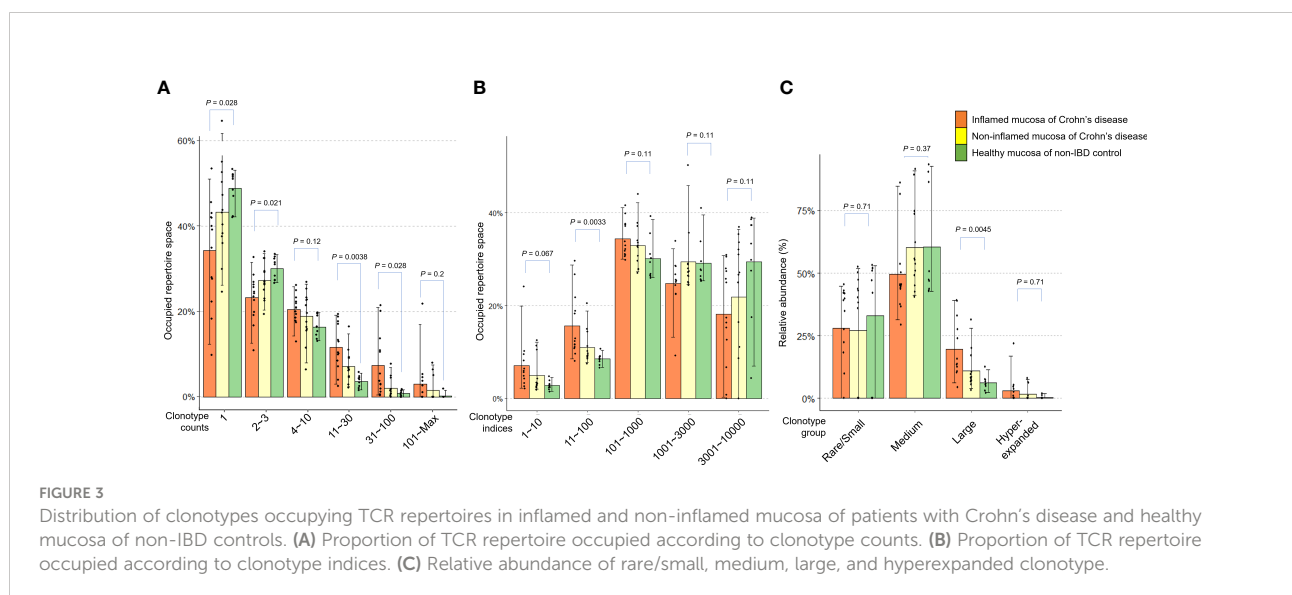 A
B
C
P = 0.028
P = 0.021
P = 0.12
P = 0.0038
P = 0.028
P = 0.2
60%
40%
20%
0%
Occupied repertoire space
Clonotype
counts
1
2~3
4~10
11~30
31~100
101~Max
P = 0.067
P = 0.0033
P = 0.11
P = 0.11
P = 0.11
40%
20%
0%
Occupied repertoire space
Clonotype
indices
1~10
11~100
101~1000
1001~3000
3001~10000
Inflamed mucosa of Crohn's disease
Non-inflamed mucosa of Crohn's disease
Healthy mucosa of non-IBD control
P = 0.71
P = 0.37
P = 0.0045
P = 0.71
75%
50%
25%
0%
Relative abundance (%)
Clonotype
group
Rare/Small
Medium
Large
Hyper-
expanded
FIGURE 3
Distribution of clonotypes occupying TCR repertoires in inflamed and non-inflamed mucosa of patients with Crohn's disease and healthy
mucosa of non-IBD controls. (A) Proportion of TCR repertoire occupied according to clonotype counts. (B) Proportion of TCR repertoire
occupied according to clonotype indices. (C) Relative abundance of rare/small, medium, large, and hyperexpanded clonotype.